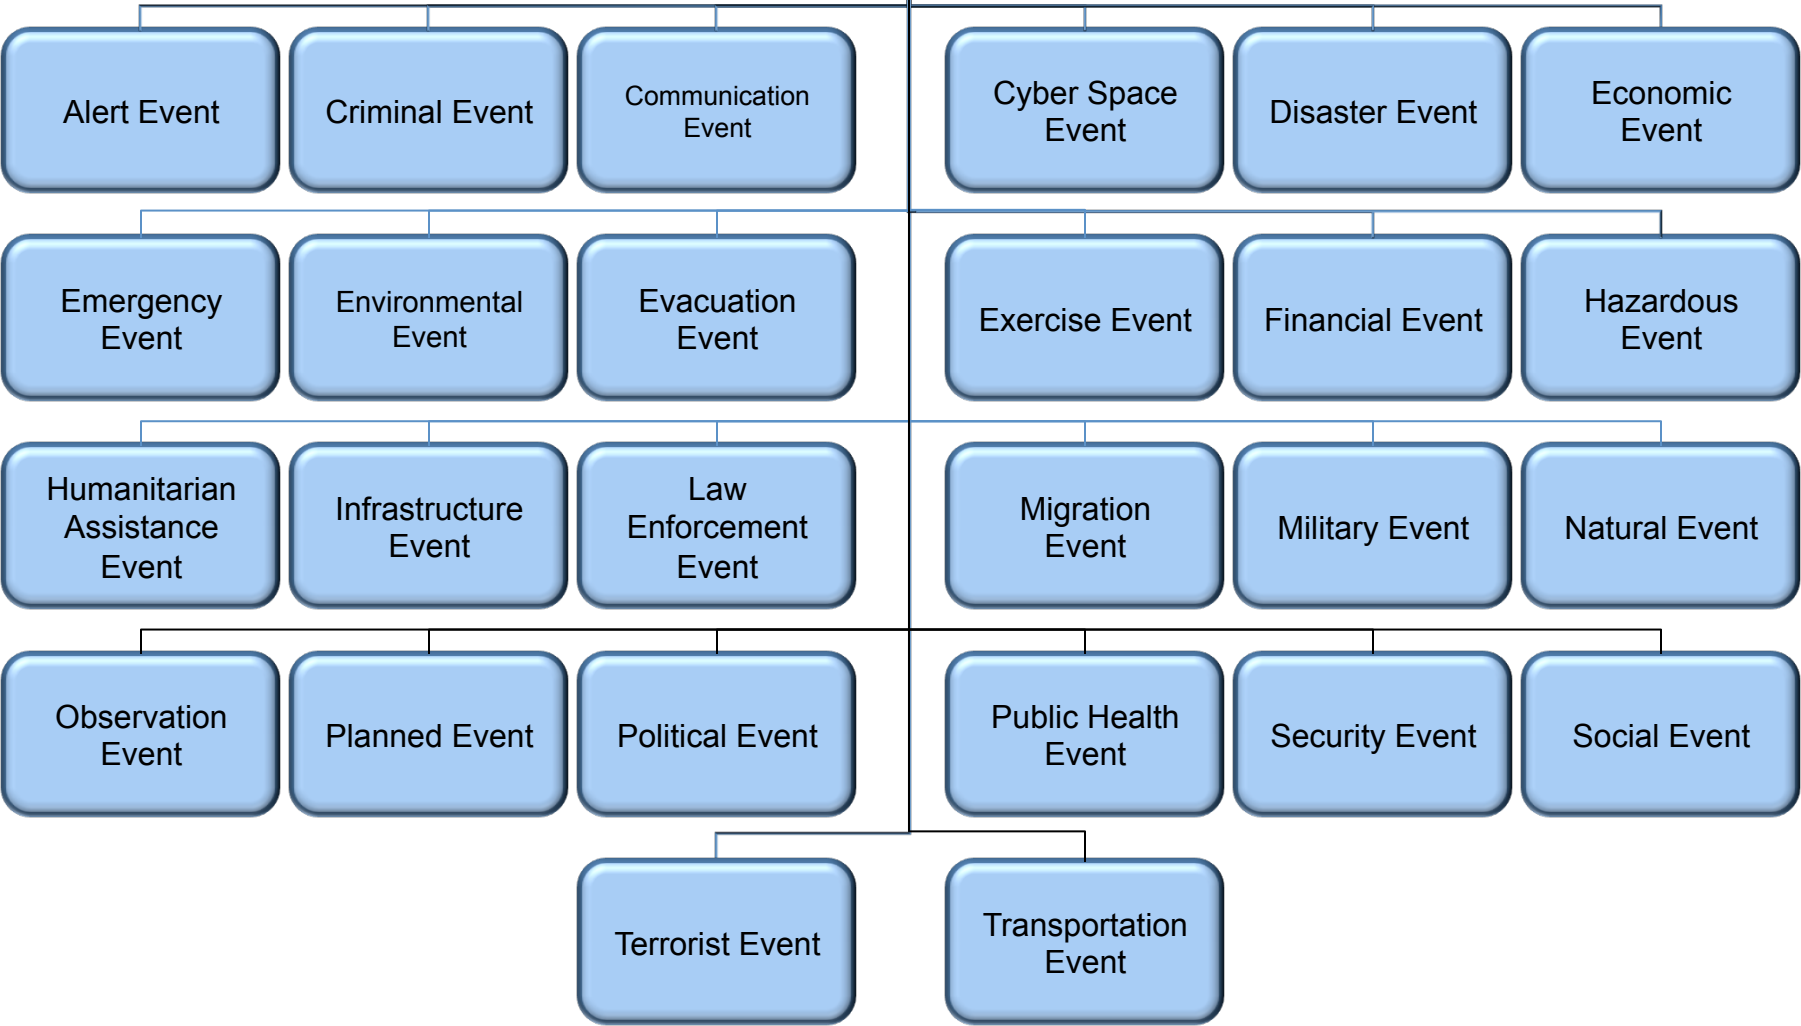 Alert Event
Criminal Event
Communication
Event
Cyber Space
Event
Disaster Event
Economic
Event
Emergency
Event
Environmental
Event
Evacuation
Event
Exercise Event
Financial Event
Hazardous
Event
Humanitarian
Assistance
Event
Infrastructure
Event
Law
Enforcement
Event
Migration
Event
Military Event
Natural Event
Observation
Event
Planned Event
Political Event
Public Health
Event
Security Event
Social Event
Terrorist Event
Transportation
Event